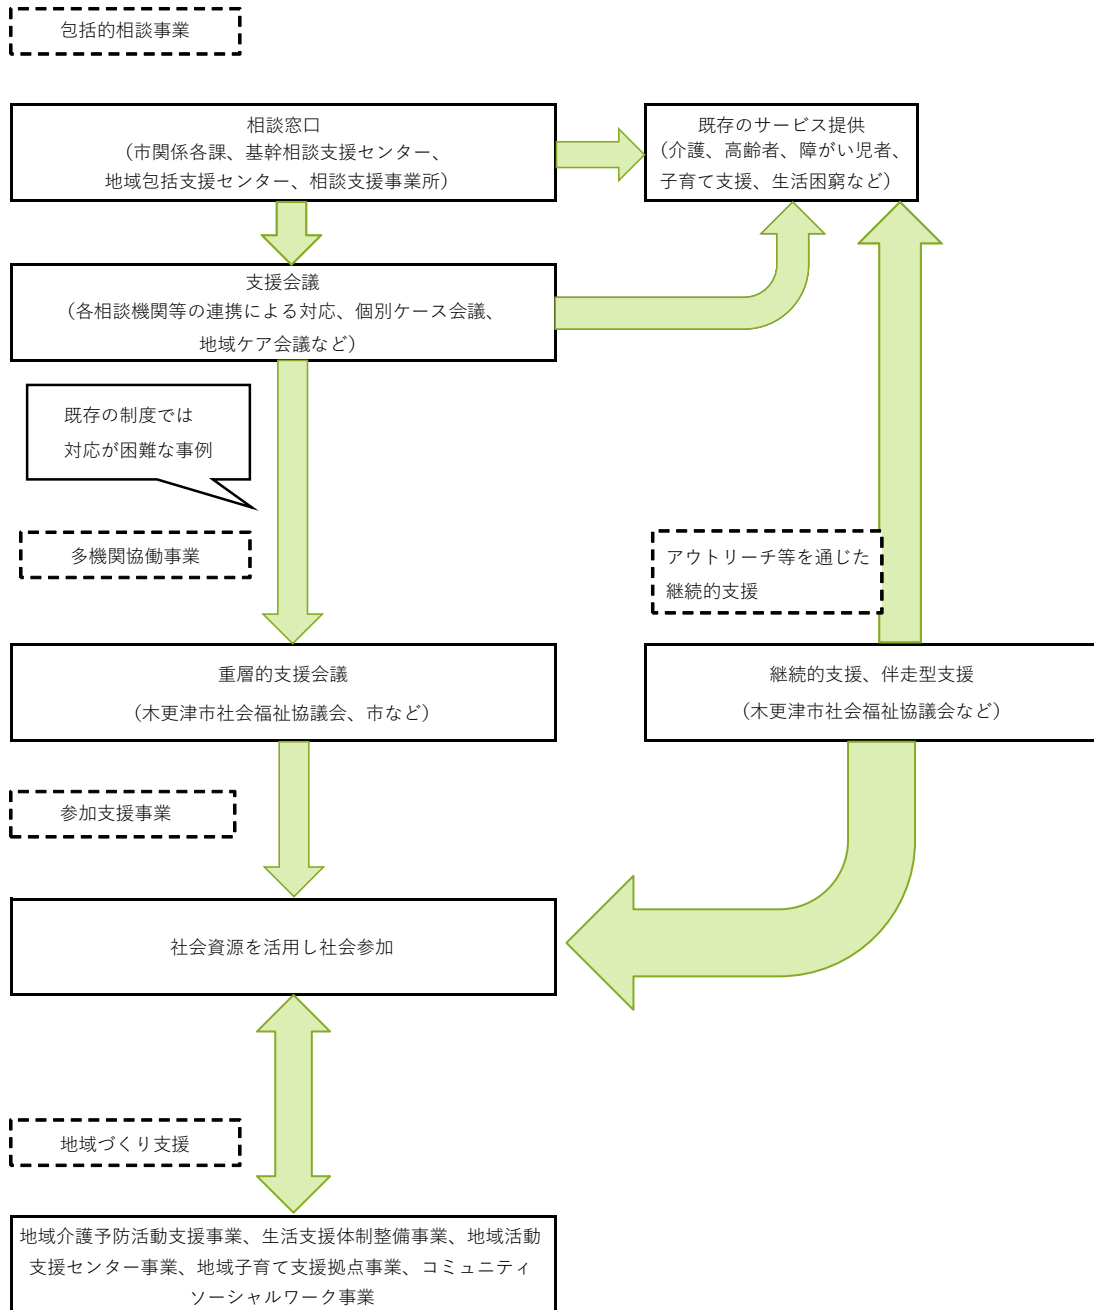 包括的相談事業
相談窓口
（市関係各課、基幹相談支援センター、
地域包括支援センター、相談支援事業所）
既存のサービス提供
（介護、高齢者、障がい児者、
子育て支援、生活困窮など）
支援会議
（各相談機関等の連携による対応、個別ケース会議、
地域ケア会議など）
既存の制度では
対応が困難な事例
多機関協働事業
アウトリーチ等を通じた
継続的支援
重層的支援会議
（木更津市社会福祉協議会、市など）
継続的支援、伴走型支援
（木更津市社会福祉協議会など）
参加支援事業
社会資源を活用し社会参加
地域づくり支援
地域介護予防活動支援事業、生活支援体制整備事業、地域活動
支援センター事業、地域子育て支援拠点事業、コミュニティ
ソーシャルワーク事業